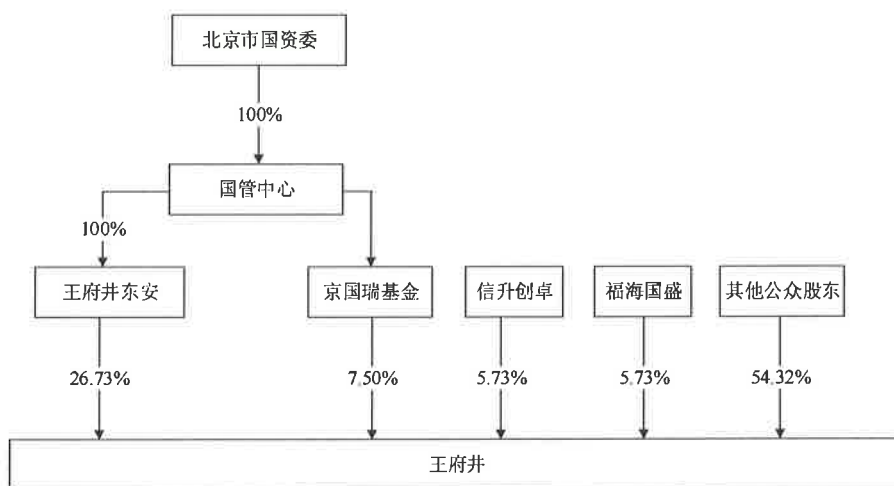 北京市国资委
100%
国管中心
100%
王府井东安
京国瑞基金
信升创卓
福海国盛
其他公众股东
26.73%
7.50%
5.73%
5.73%
54.32%
王府井